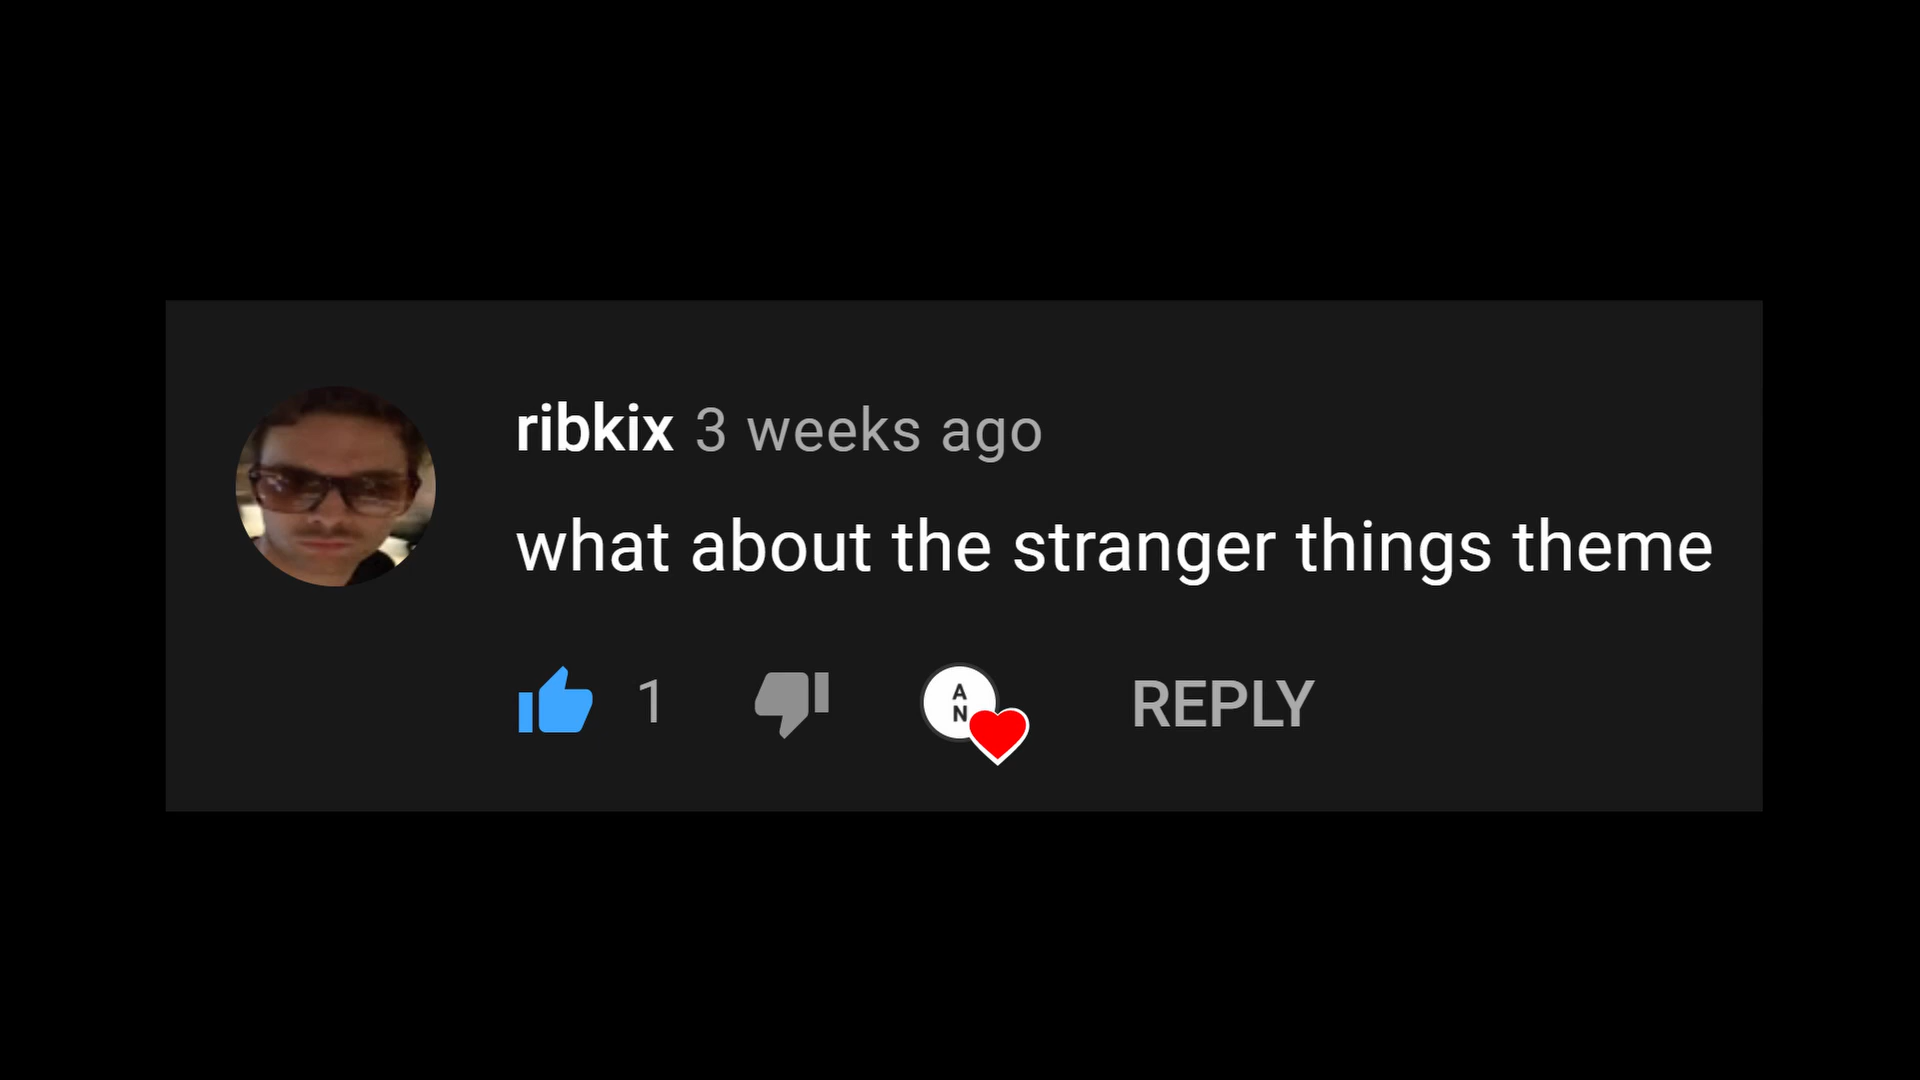 ribkix 3 weeks ago
what about the stranger things theme
1
A
N
REPLY